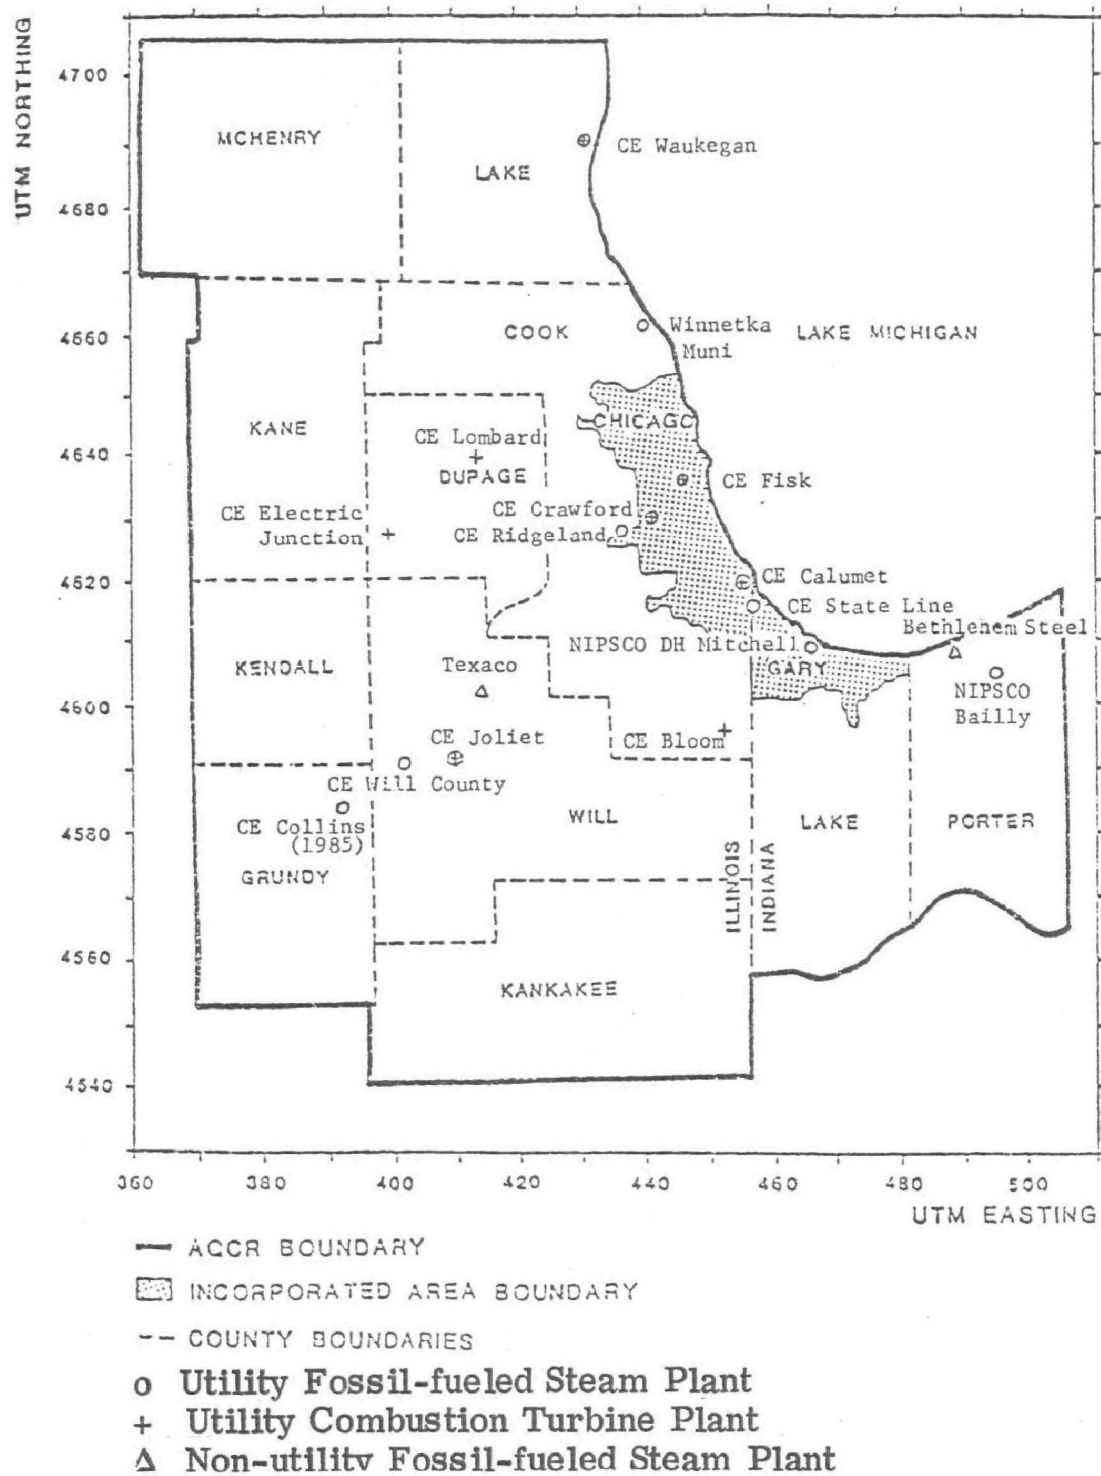 UTM NORTHING
4700
4680
4660
4640
4620
4600
4580
4560
4540
MCHENRY
LAKE
CE Waukegan
COOK
Winnetka
Muni
LAKE MICHIGAN
KANE
CHICAGO
CE Lombard
DUPAGE
CE Fisk
CE Electric
Junction
CE Crawford
CE Ridgeland
CE Calumet
CE State Line
Bethlehem Steel
NIPSCO DH Mitchell
GARY
KENDALL
Texaco
NIPSCO
Bailly
CE Joliet
CE Bloom
CE Will County
CE Collins
(1985)
WILL
LAKE
PORTER
GRUNDY
ILLINOIS
INDIANA
KANKAKEE
360 380 400 420 440 460 480 500
UTM EASTING
AQCR BOUNDARY
INCORPORATED AREA BOUNDARY
COUNTY BOUNDARIES
o Utility Fossil-fueled Steam Plant
+ Utility Combustion Turbine Plant
Δ Non-utility Fossil-fueled Steam Plant